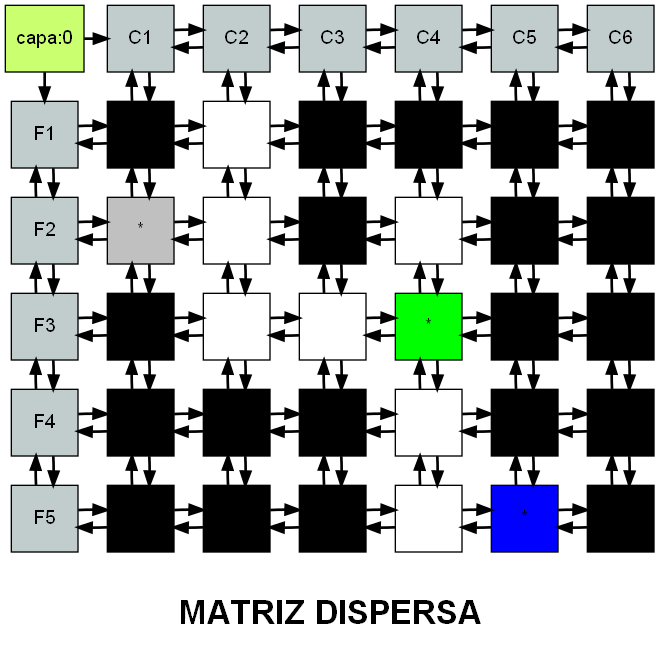 capa:0 C1 C2 C3 C4 C5 C6
F1
F2 *
F3 *
F4
F5 *
MATRIZ DISPERSA